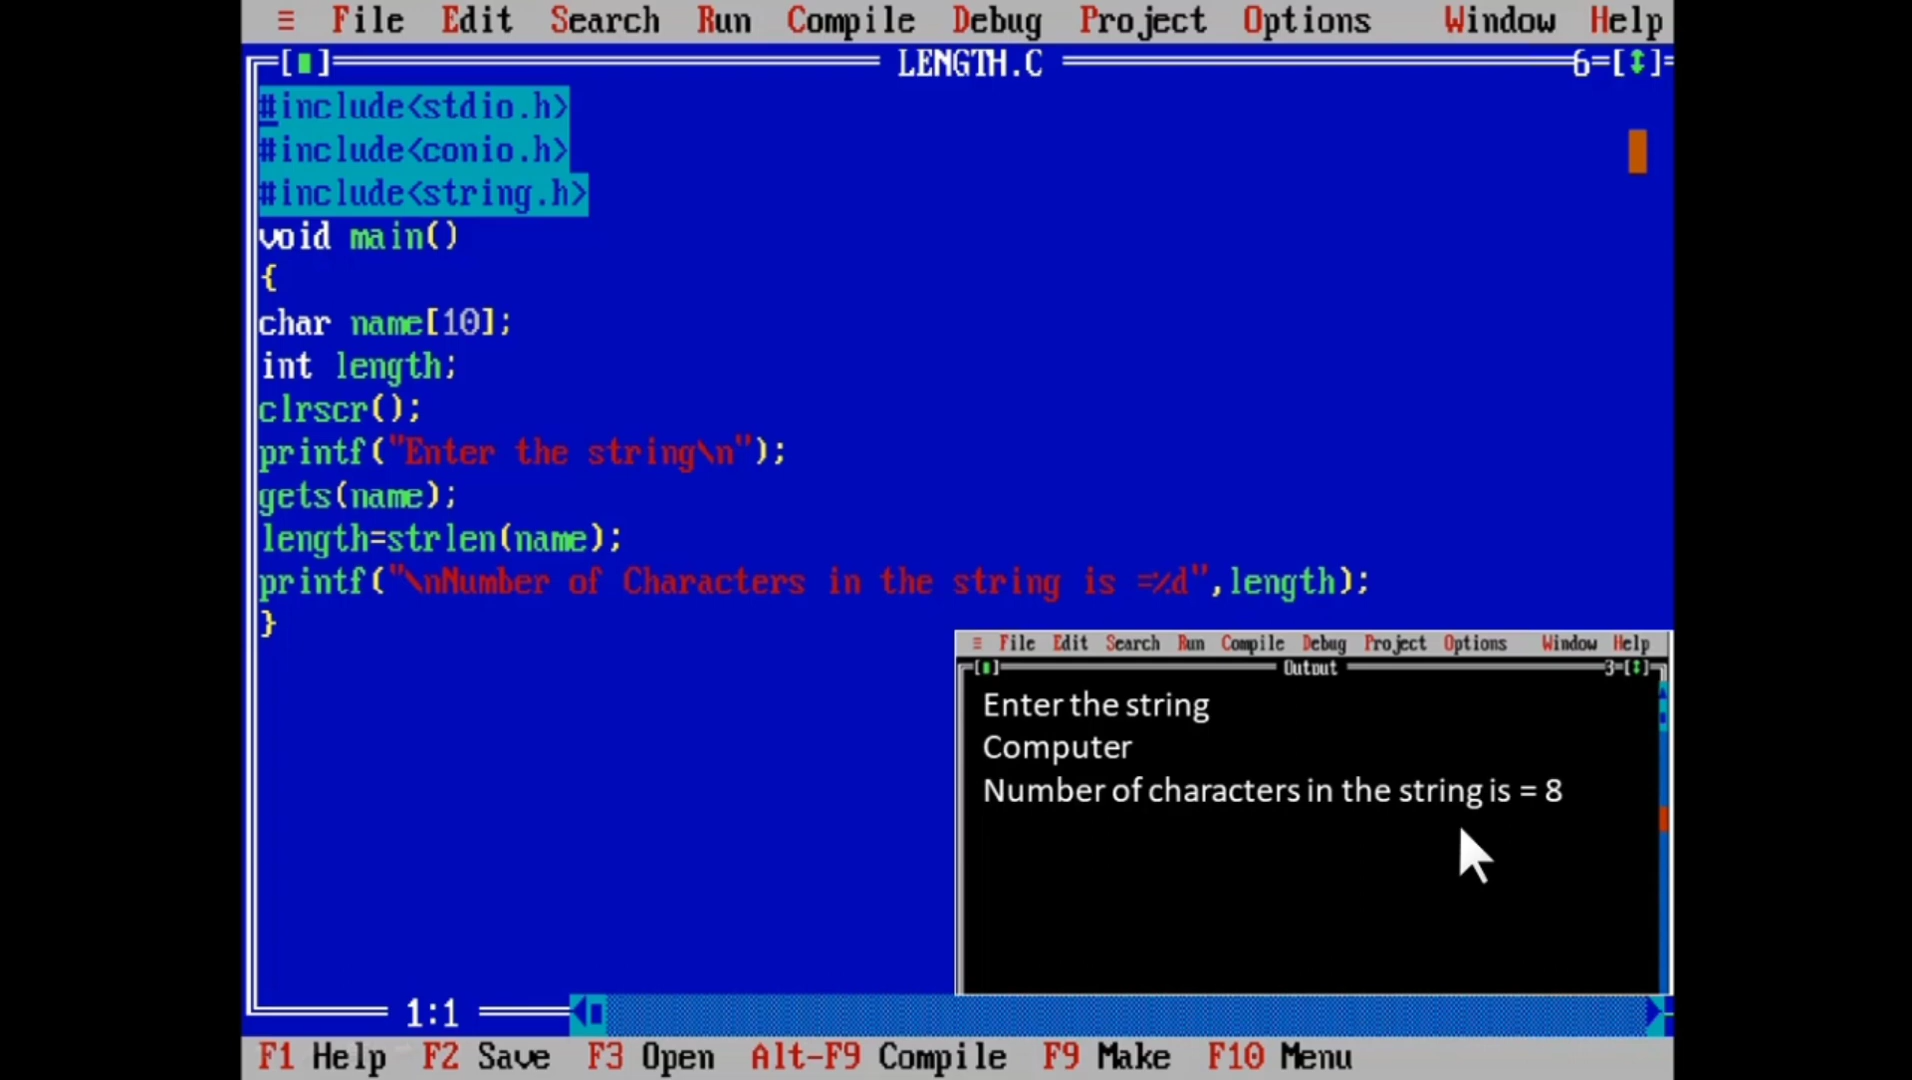 ≡ File Edit Search Run Compile Debug Project Options Window Help
[■] LENGTH.C 6=[↕]
#include<stdio.h>
#include<conio.h>
#include<string.h>
void main()
{
char name[10];
int length;
clrscr();
printf("Enter the string\n");
gets(name);
length=strlen(name);
printf("\nNumber of Characters in the string is =%d",length);
}
≡ File Edit Search Run Compile Debug Project Options Window Help
[■] Output 3=[↕]
Enter the string
Computer
Number of characters in the string is = 8
1:1
F1 Help F2 Save F3 Open Alt-F9 Compile F9 Make F10 Menu